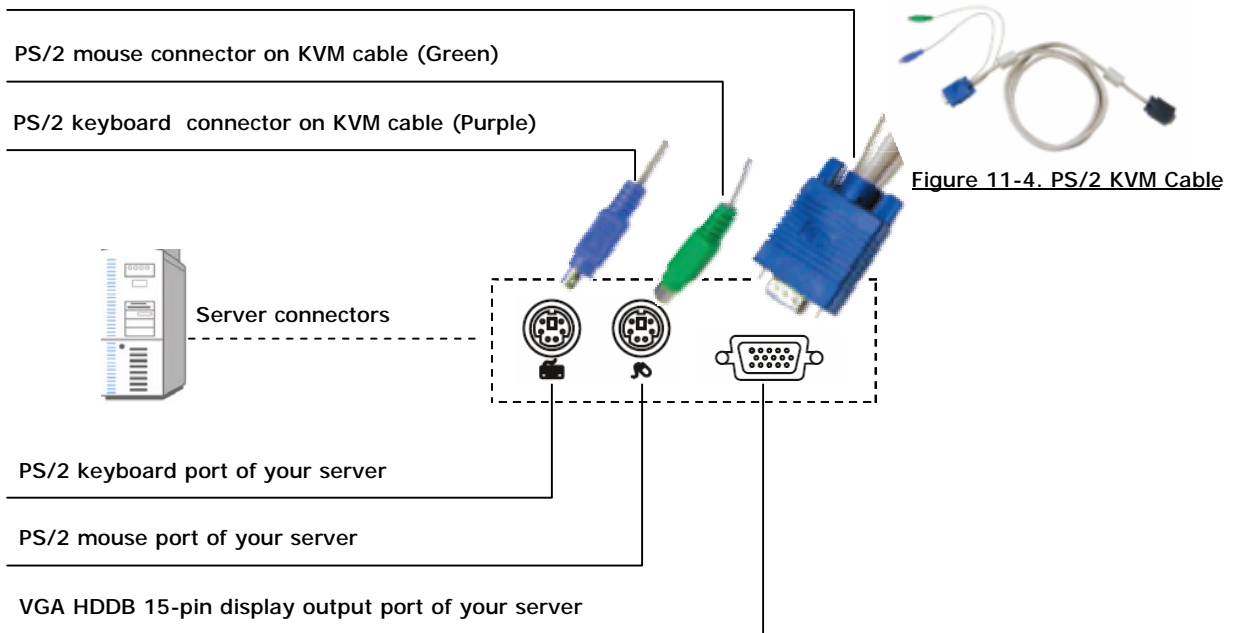 PS/2 mouse connector on KVM cable (Green)
PS/2 keyboard  connector on KVM cable (Purple)
Figure 11-4. PS/2 KVM Cable
Server connectors
PS/2 keyboard port of your server
PS/2 mouse port of your server
VGA HDDB 15-pin display output port of your server